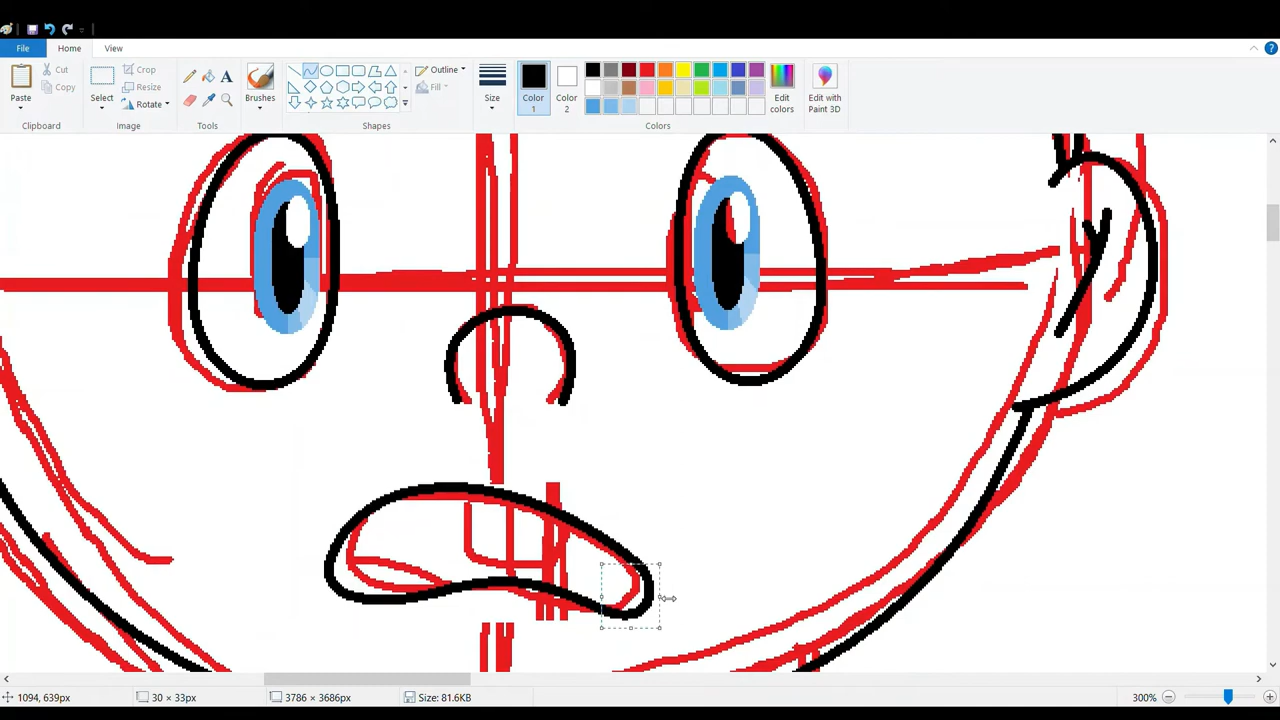 File Home View
Paste
Cut
Copy
Clipboard
Select
Crop
Resize
Rotate
Image
A
Tools
Brushes
Outline
Fill
Shapes
Size
Color
1
Color
2
Edit
colors
Colors
Edit with
Paint 3D
1094, 639px
30 × 33px
3786 × 3686px
Size: 81.6KB
300%